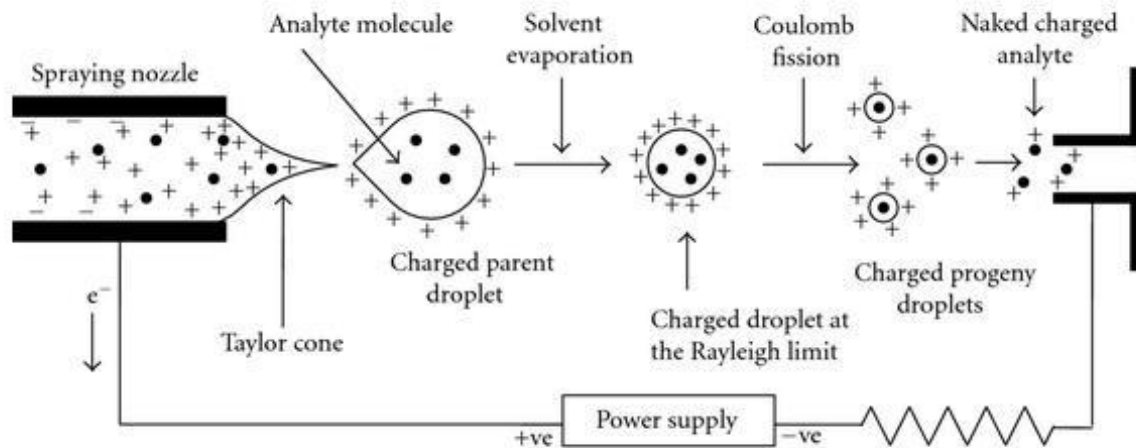 Analyte molecule
Solvent
evaporation
Coulomb
fission
Naked charged
analyte
Spraying nozzle
Charged parent
droplet
Charged progeny
droplets
e⁻
Taylor cone
Charged droplet at
the Rayleigh limit
Power supply
+ve
−ve